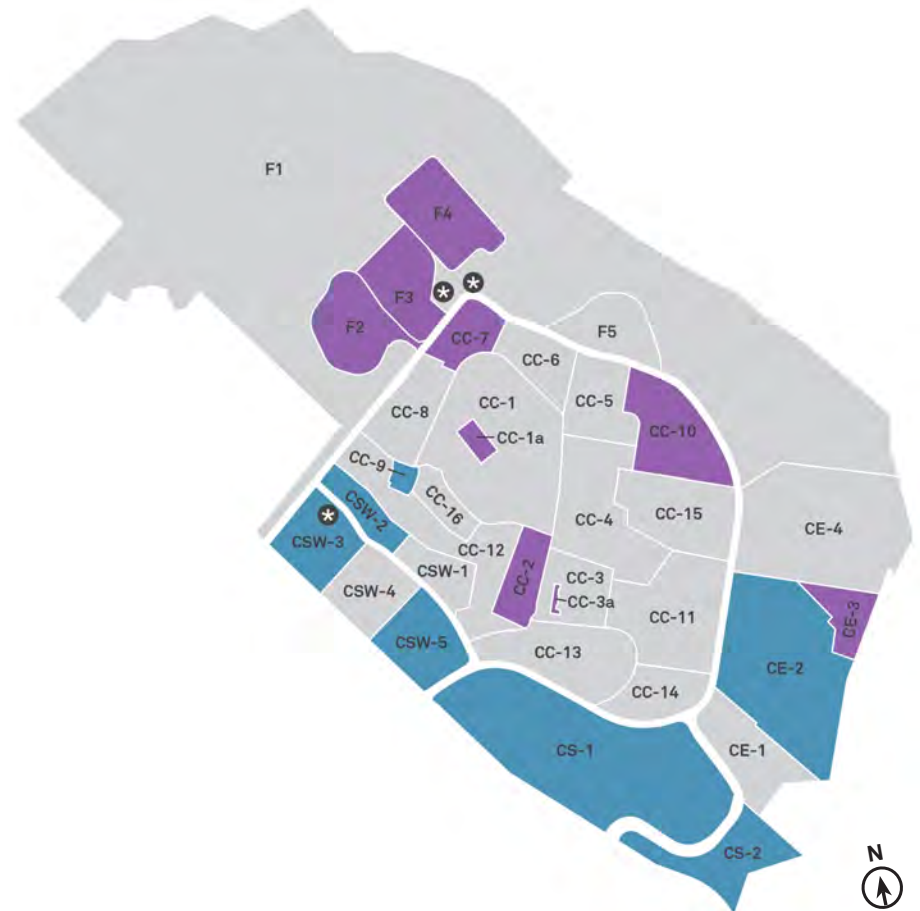 F1
F4
*
*
F3
F2
F5
CC-7
CC-6
CC-1
CC-5
CC-8
CC-10
CC-1a
CC-9
CC-16
CSW-2
CC-15
*
CC-4
CE-4
CSW-3
CC-12
CSW-1
CC-2
CC-3
CSW-4
CC-3a
CC-11
CE-3
CSW-5
CC-13
CE-2
CC-14
CS-1
CE-1
CS-2
N